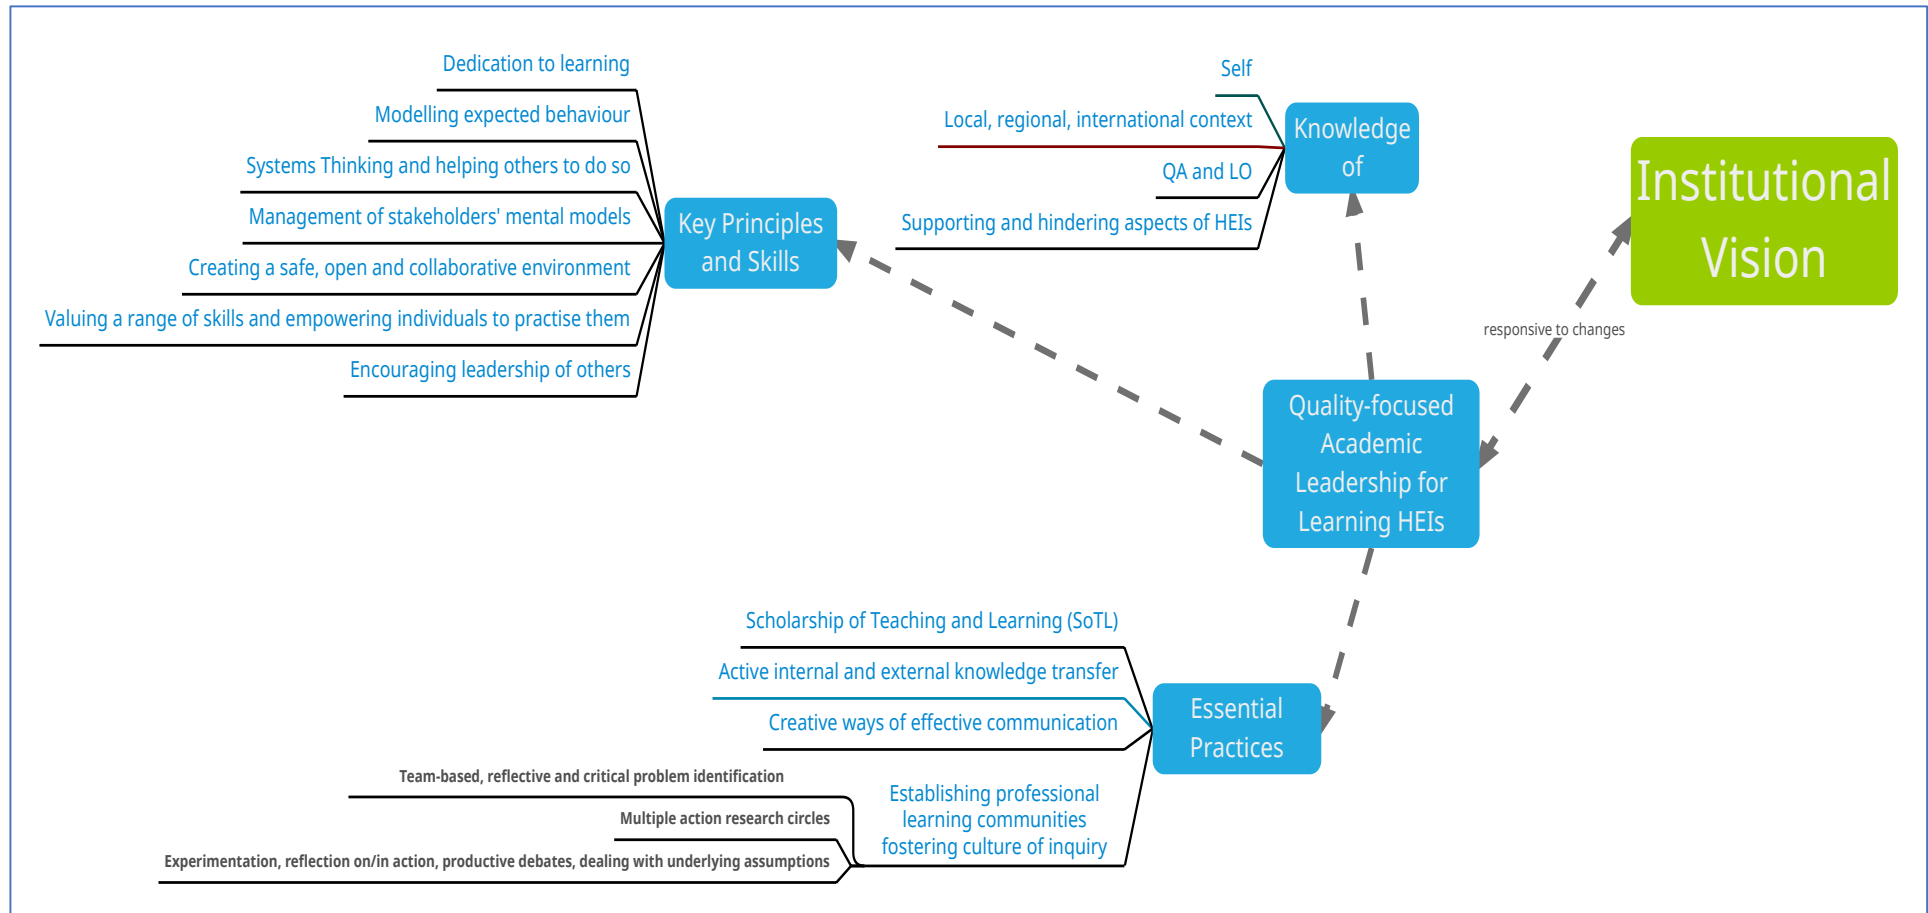 Dedication to learning
Modelling expected behaviour
Systems Thinking and helping others to do so
Management of stakeholders' mental models
Creating a safe, open and collaborative environment
Valuing a range of skills and empowering individuals to practise them
Encouraging leadership of others
Key Principles
and Skills
Self
Local, regional, international context
QA and LO
Supporting and hindering aspects of HEIs
Knowledge
of
Institutional
Vision
responsive to changes
Quality-focused
Academic
Leadership for
Learning HEIs
Scholarship of Teaching and Learning (SoTL)
Active internal and external knowledge transfer
Creative ways of effective communication
Establishing professional
learning communities
fostering culture of inquiry
Essential
Practices
Team-based, reflective and critical problem identification
Multiple action research circles
Experimentation, reflection on/in action, productive debates, dealing with underlying assumptions